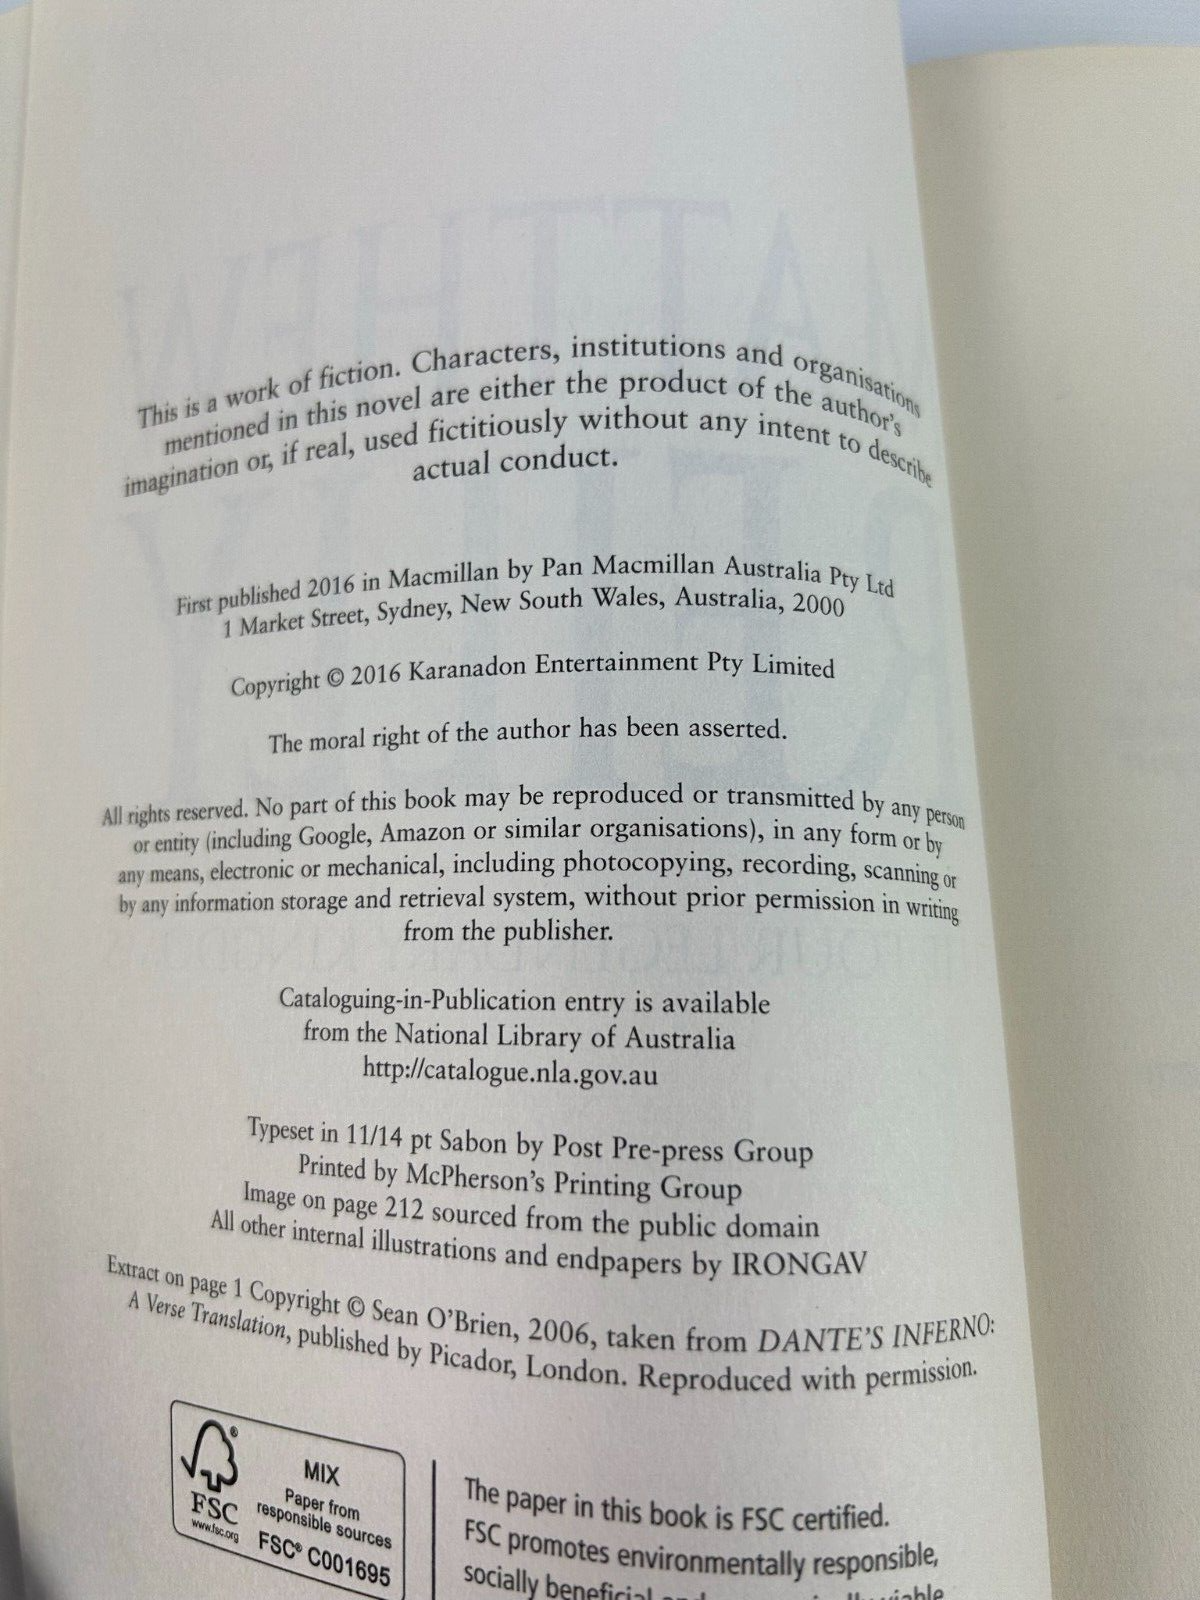 This is a work of fiction. Characters, institutions and organisations
mentioned in this novel are either the product of the author's
imagination or, if real, used fictitiously without any intent to describe
actual conduct.
First published 2016 in Macmillan by Pan Macmillan Australia Pty Ltd
1 Market Street, Sydney, New South Wales, Australia, 2000
Copyright © 2016 Karanadon Entertainment Pty Limited
The moral right of the author has been asserted.
All rights reserved. No part of this book may be reproduced or transmitted by any person
or entity (including Google, Amazon or similar organisations), in any form or by
any means, electronic or mechanical, including photocopying, recording, scanning or
by any information storage and retrieval system, without prior permission in writing
from the publisher.
Cataloguing-in-Publication entry is available
from the National Library of Australia
http://catalogue.nla.gov.au
Typeset in 11/14 pt Sabon by Post Pre-press Group
Printed by McPherson's Printing Group
Image on page 212 sourced from the public domain
All other internal illustrations and endpapers by IRONGAV
Extract on page 1 Copyright © Sean O'Brien, 2006, taken from DANTE'S INFERNO:
A Verse Translation, published by Picador, London. Reproduced with permission.
FSC
www.fsc.org
MIX
Paper from
responsible sources
FSC® C001695
The paper in this book is FSC certified.
FSC promotes environmentally responsible,
socially beneficial